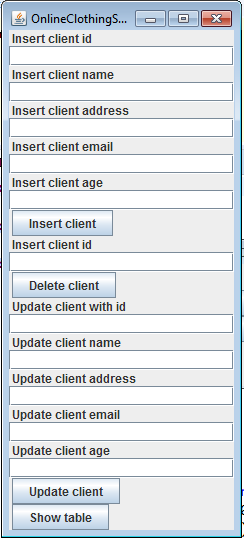 OnlineClothingS...
Insert client id
Insert client name
Insert client address
Insert client email
Insert client age
Insert client
Insert client id
Delete client
Update client with id
Update client name
Update client address
Update client email
Update client age
Update client
Show table